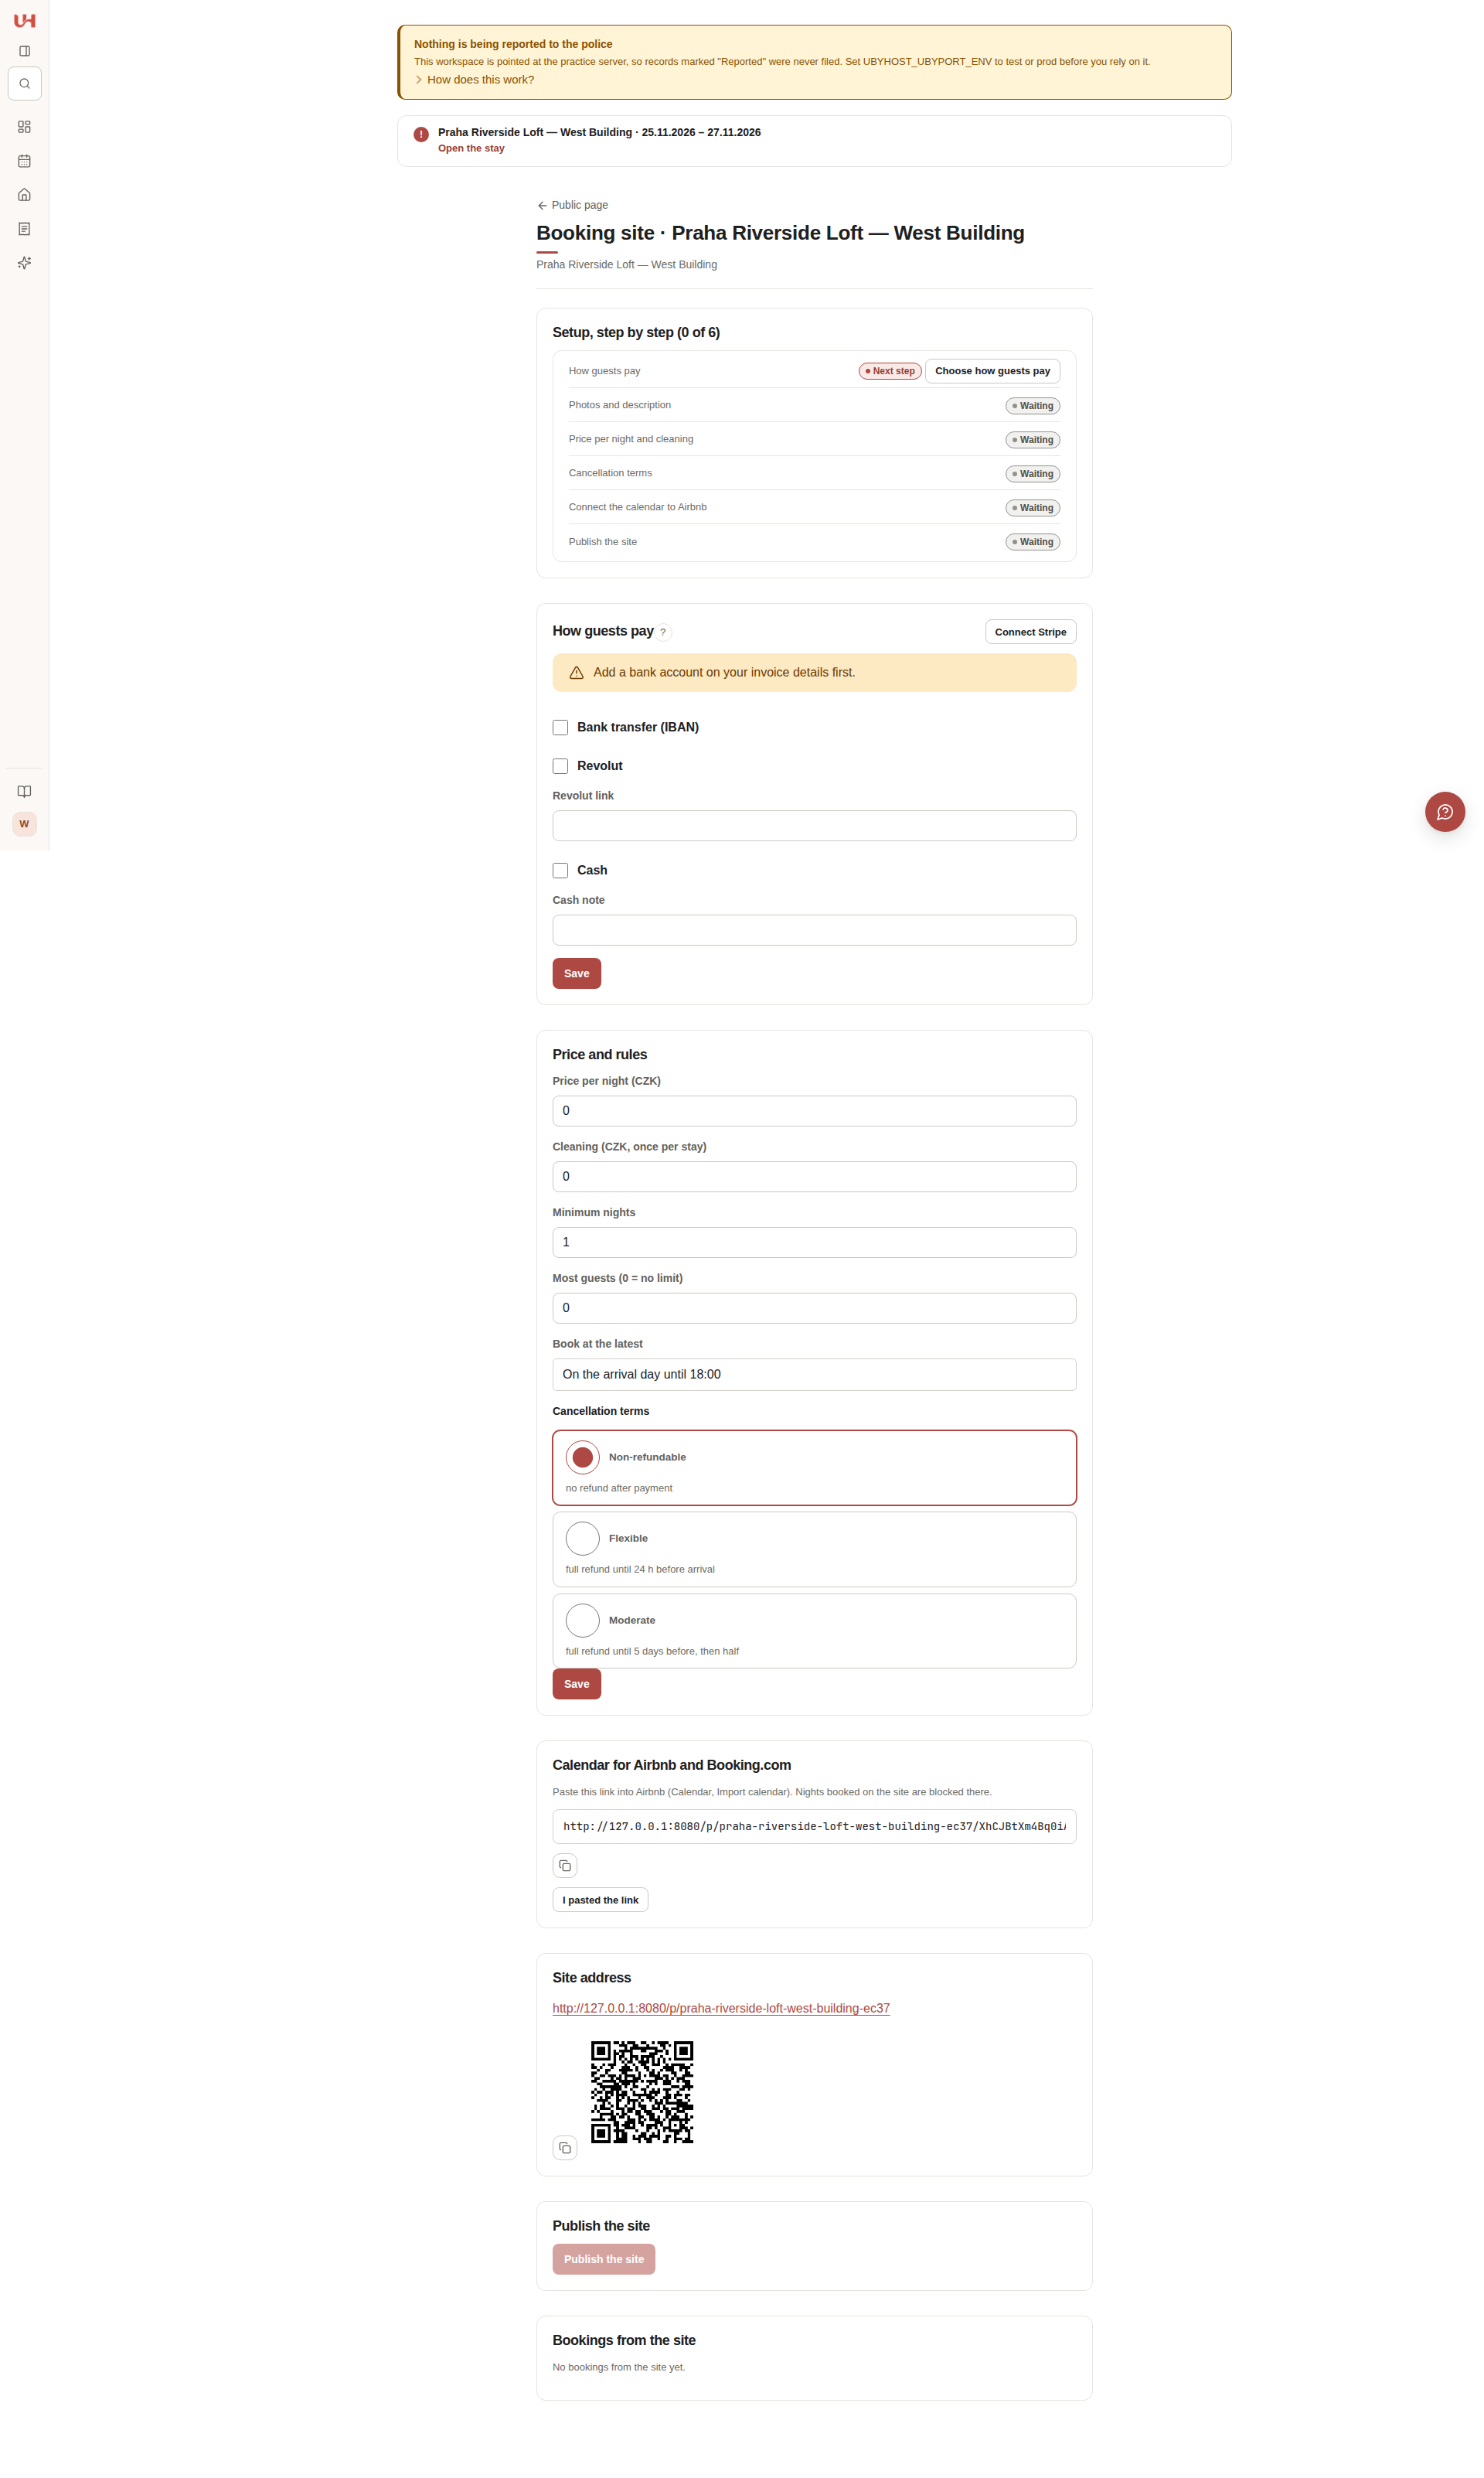 UH
Nothing is being reported to the police
This workspace is pointed at the practice server, so records marked "Reported" were never filed. Set UBYHOST_UBYPORT_ENV to test or prod before you rely on it.
How does this work?
!
Praha Riverside Loft — West Building · 25.11.2026 – 27.11.2026
Open the stay
Public page
Booking site · Praha Riverside Loft — West Building
Praha Riverside Loft — West Building
Setup, step by step (0 of 6)
How guests pay Next step Choose how guests pay
Photos and description Waiting
Price per night and cleaning Waiting
Cancellation terms Waiting
Connect the calendar to Airbnb Waiting
Publish the site Waiting
How guests pay ? Connect Stripe
Add a bank account on your invoice details first.
Bank transfer (IBAN)
Revolut
Revolut link
Cash
Cash note
Save
W
Price and rules
Price per night (CZK)
0
Cleaning (CZK, once per stay)
0
Minimum nights
1
Most guests (0 = no limit)
0
Book at the latest
On the arrival day until 18:00
Cancellation terms
Non-refundable
no refund after payment
Flexible
full refund until 24 h before arrival
Moderate
full refund until 5 days before, then half
Save
Calendar for Airbnb and Booking.com
Paste this link into Airbnb (Calendar, Import calendar). Nights booked on the site are blocked there.
http://127.0.0.1:8080/p/praha-riverside-loft-west-building-ec37/XhCJBtXm4Bq0i
I pasted the link
Site address
http://127.0.0.1:8080/p/praha-riverside-loft-west-building-ec37
Publish the site
Publish the site
Bookings from the site
No bookings from the site yet.